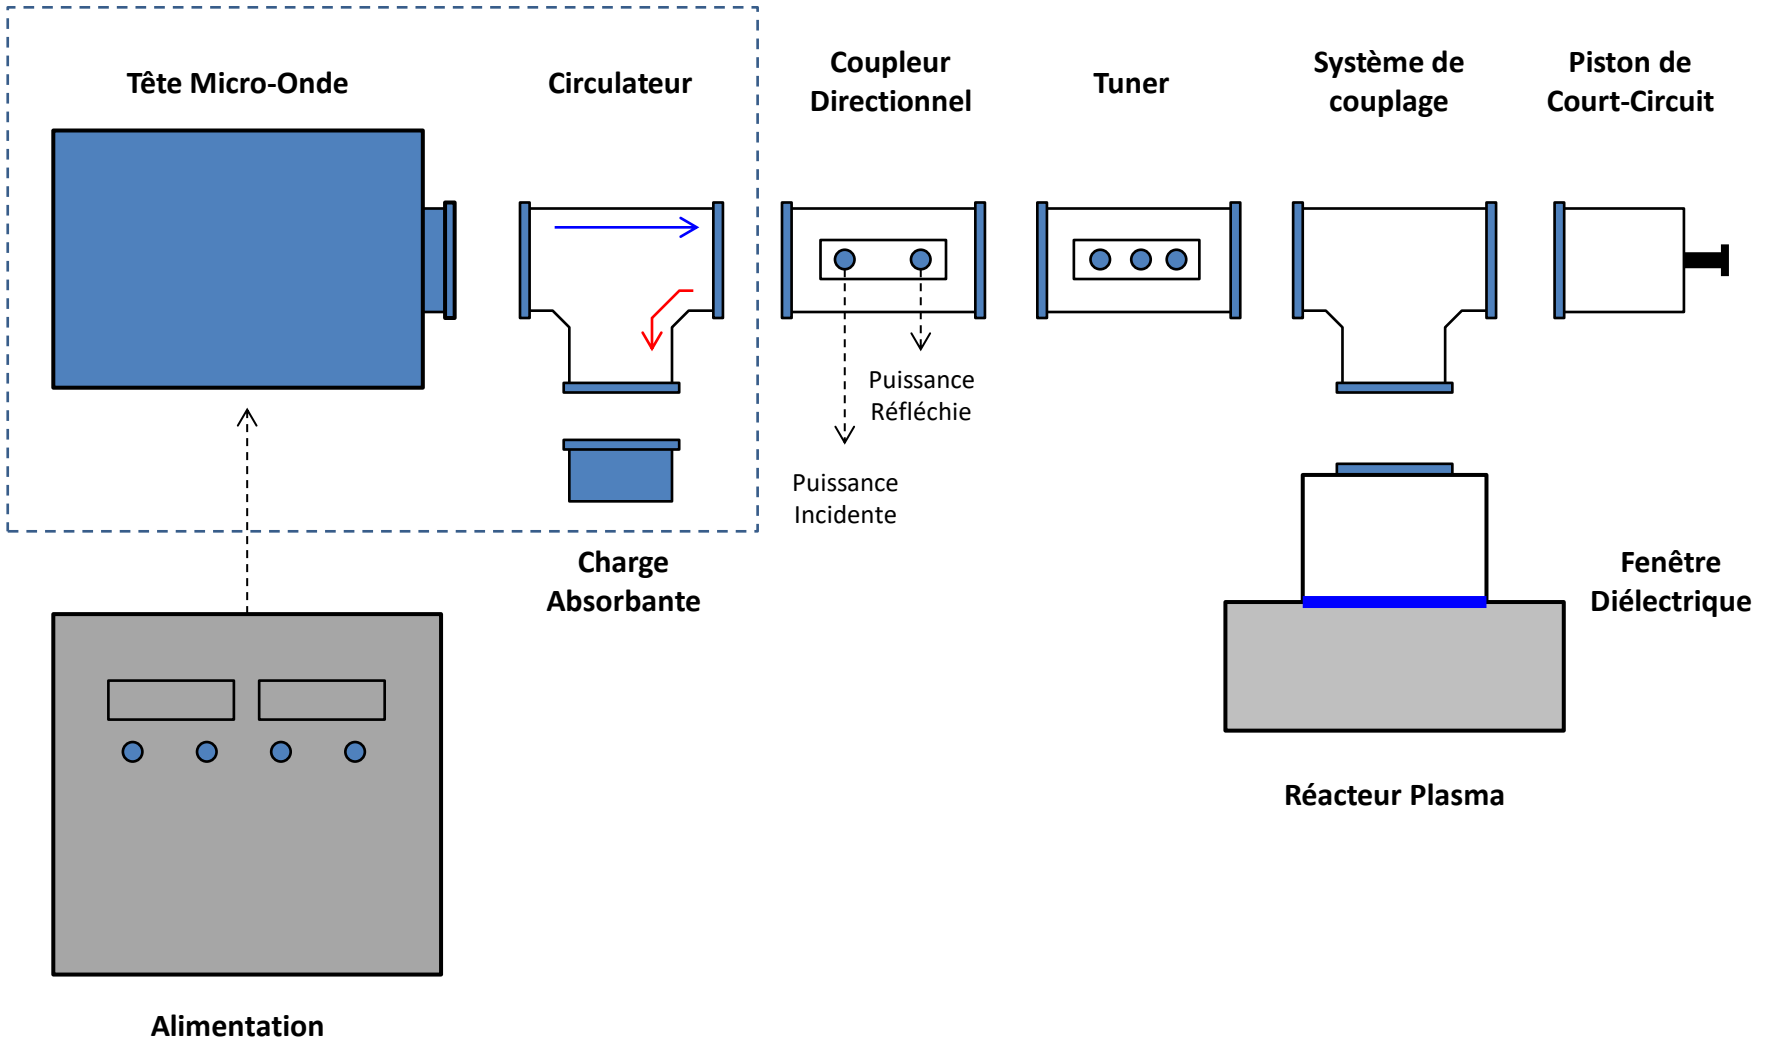 Tête Micro-Onde
Circulateur
Coupleur
Directionnel
Tuner
Système de
couplage
Piston de
Court-Circuit
Puissance
Réfléchie
Puissance
Incidente
Charge
Absorbante
Fenêtre
Diélectrique
Réacteur Plasma
Alimentation